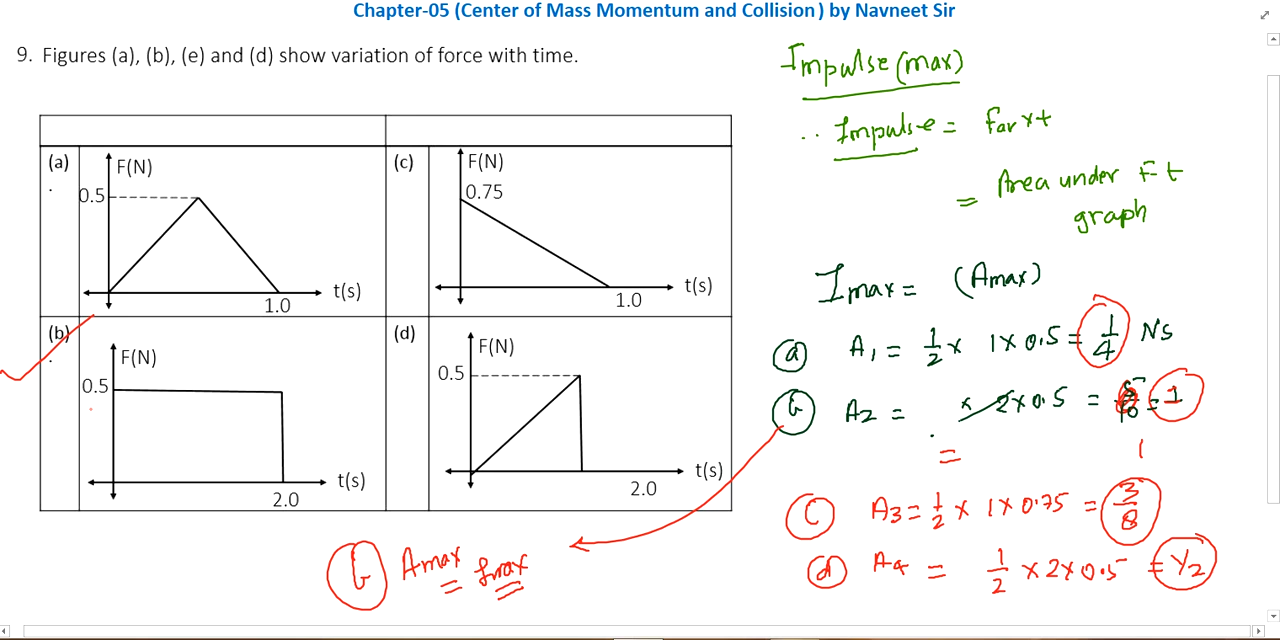 Chapter-05 (Center of Mass Momentum and Collision) by Navneet Sir
9. Figures (a), (b), (e) and (d) show variation of force with time.
(a)
F(N)
0.5
t(s)
1.0
(c)
F(N)
0.75
t(s)
1.0
(b)
F(N)
0.5
t(s)
2.0
(d)
F(N)
0.5
t(s)
2.0
Impulse (max)
Impulse = Fav x t
= Area under Ft
graph
Imax = (Amax)
(a) A1 = 1/2 x 1 x 0.5 = 1/4 Ns
(b) A2 = x 2 x 0.5 = = 1
= 1
(c) A3 = 1/2 x 1 x 0.75 = 3/8
(d) A4 = 1/2 x 2 x 0.5 = 1/2
(b) Amax = Imax =